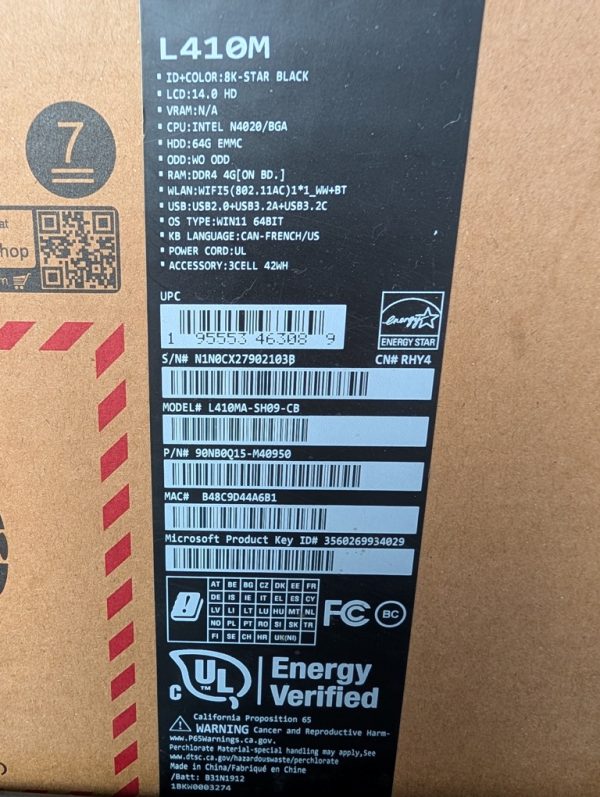 L410M
▪ ID+COLOR:8K-STAR BLACK
▪ LCD:14.0 HD
▪ VRAM:N/A
▪ CPU:INTEL N4020/BGA
▪ HDD:64G EMMC
▪ ODD:WO ODD
▪ RAM:DDR4 4G[ON BD.]
▪ WLAN:WIFI5(802.11AC)1*1_WW+BT
▪ USB:USB2.0+USB3.2A+USB3.2C
▪ OS TYPE:WIN11 64BIT
▪ KB LANGUAGE:CAN-FRENCH/US
▪ POWER CORD:UL
▪ ACCESSORY:3CELL 42WH
7
at
hop
m
UPC
1 95553 46308 9
energy
ENERGY STAR
S/N# N1N0CX27902103B
CN# RHY4
MODEL# L410MA-SH09-CB
P/N# 90NB0Q15-M40950
MAC# B48C9D44A6B1
Microsoft Product Key ID# 3560269934029
AT BE BG CZ DK EE FR
DE IS IE IT EL ES CY
LV LI LT LU HU MT NL
NO PL PT RO SI SK TR
FI SE CH HR UK(NI)
FC BC
C UL ™ Energy
Verified
California Proposition 65
WARNING Cancer and Reproductive Harm-
www.P65Warnings.ca.gov.
Perchlorate Material-special handling may apply,See
www.dtsc.ca.gov/hazardouswaste/perchlorate
Made in China/Fabriqué en Chine
/Batt: B31N1912
1BKW0003274